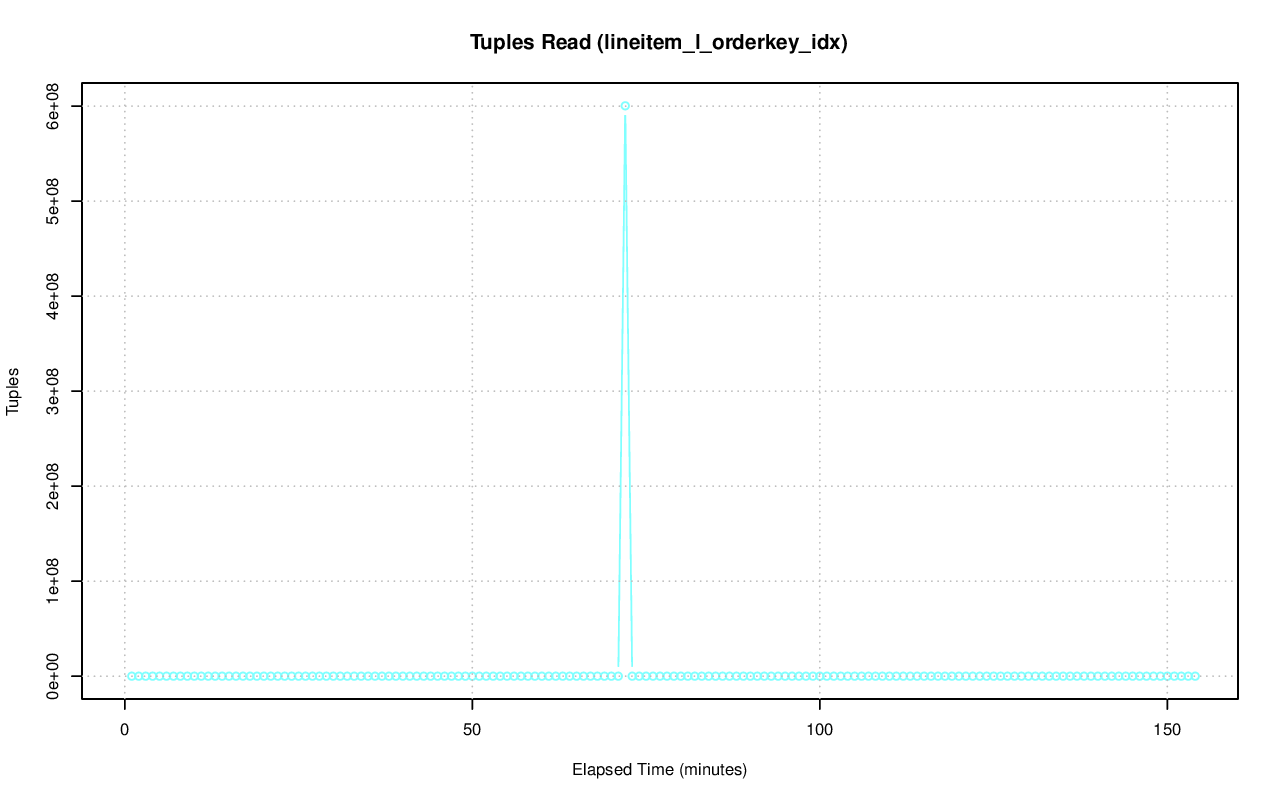 Tuples Read (lineitem_l_orderkey_idx)
Tuples
6e+08
5e+08
4e+08
3e+08
2e+08
1e+08
0e+00
0 50 100 150
Elapsed Time (minutes)